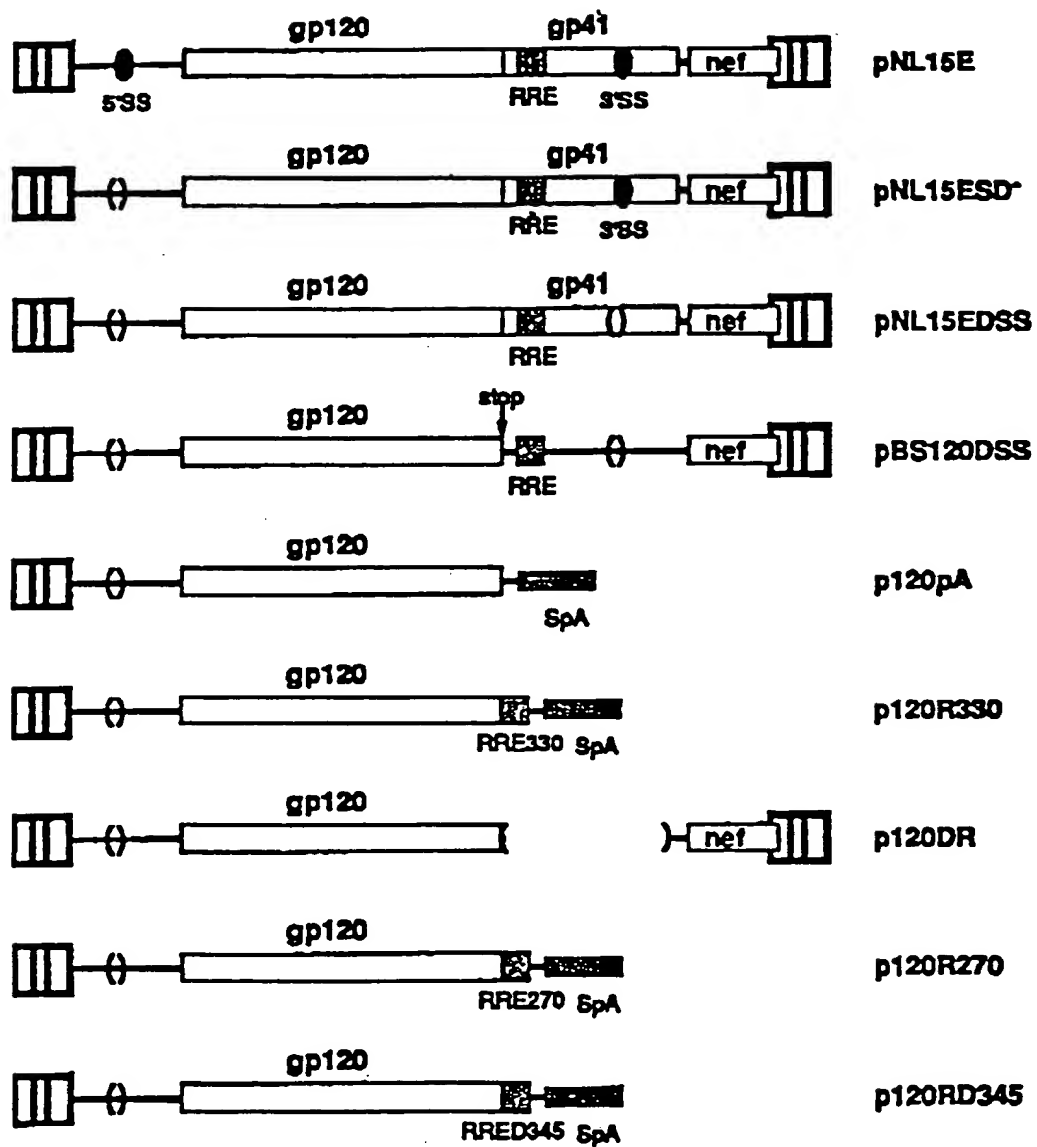 gp120 gp41
nef pNL15E
5'SS RRE 3'SS
gp120 gp41
nef pNL15ESD-
RRE 3'SS
gp120 gp41
nef pNL15EDSS
RRE
gp120 stop
nef pBS120DSS
RRE
gp120
p120pA
SpA
gp120
p120R330
RRE330 SpA
gp120
nef p120DR
gp120
p120R270
RRE270 SpA
gp120
p120RD345
RRED345 SpA